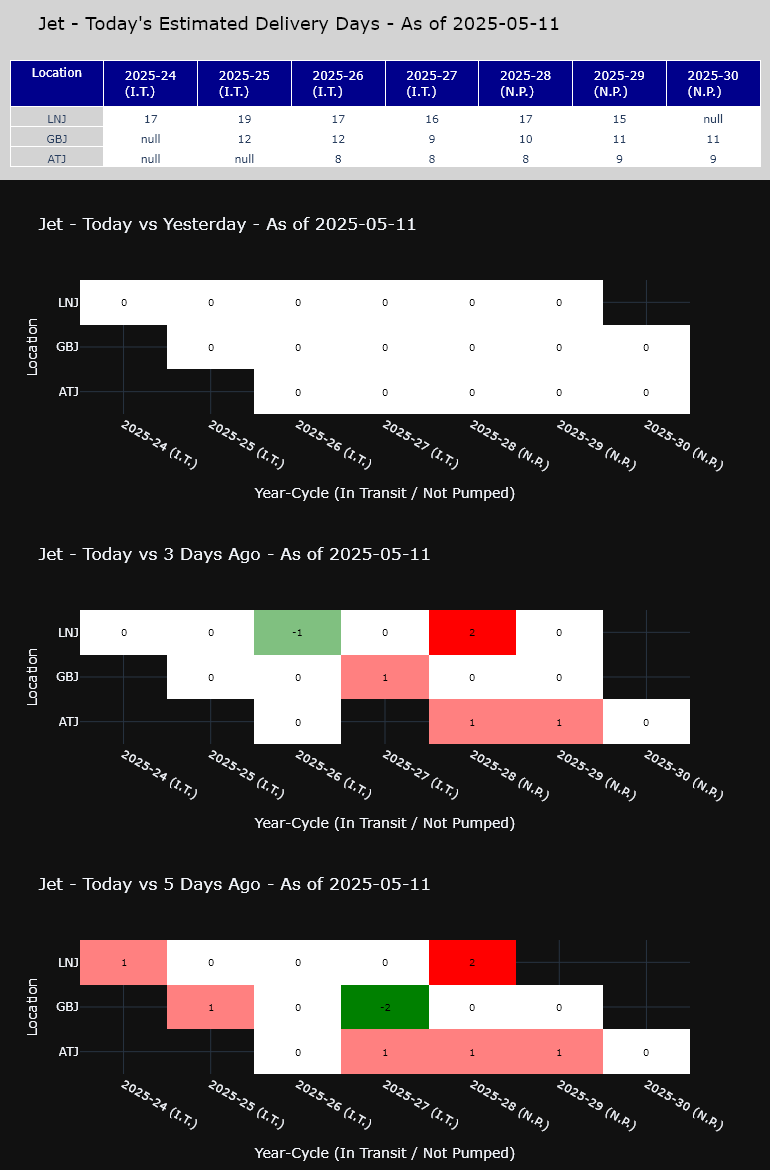 Jet - Today's Estimated Delivery Days - As of 2025-05-11
Location 2025-24 (I.T.) 2025-25 (I.T.) 2025-26 (I.T.) 2025-27 (I.T.) 2025-28 (N.P.) 2025-29 (N.P.) 2025-30 (N.P.)
LNJ 17 19 17 16 17 15 null
GBJ null 12 12 9 10 11 11
ATJ null null 8 8 8 9 9
Jet - Today vs Yesterday - As of 2025-05-11
Location
LNJ 0 0 0 0 0 0
GBJ 0 0 0 0 0 0
ATJ 0 0 0 0 0
2025-24 (I.T.) 2025-25 (I.T.) 2025-26 (I.T.) 2025-27 (I.T.) 2025-28 (N.P.) 2025-29 (N.P.) 2025-30 (N.P.)
Year-Cycle (In Transit / Not Pumped)
Jet - Today vs 3 Days Ago - As of 2025-05-11
Location
LNJ 0 0 -1 0 2 0
GBJ 0 0 1 0 0
ATJ 0 1 1 0
2025-24 (I.T.) 2025-25 (I.T.) 2025-26 (I.T.) 2025-27 (I.T.) 2025-28 (N.P.) 2025-29 (N.P.) 2025-30 (N.P.)
Year-Cycle (In Transit / Not Pumped)
Jet - Today vs 5 Days Ago - As of 2025-05-11
Location
LNJ 1 0 0 0 2
GBJ 1 0 -2 0 0
ATJ 0 1 1 1 0
2025-24 (I.T.) 2025-25 (I.T.) 2025-26 (I.T.) 2025-27 (I.T.) 2025-28 (N.P.) 2025-29 (N.P.) 2025-30 (N.P.)
Year-Cycle (In Transit / Not Pumped)